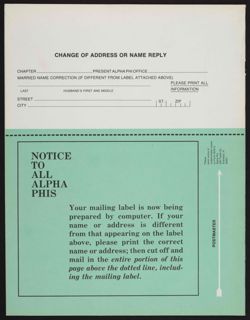 CHANGE OF ADDRESS OR NAME REPLY
CHAPTER PRESENT ALPHA PHI OFFICE
MARRIED NAME CORRECTION (IF DIFFERENT FROM LABEL ATTACHED ABOVE)
PLEASE PRINT ALL
INFORMATION
LAST HUSBAND'S FIRST AND MIDDLE
STREET
CITY ST ZIP
NOTICE
TO
ALL
ALPHA
PHIS
Your mailing label is now being
prepared by computer. If your
name or address is different
from that appearing on the label
above, please print the correct
name or address; then cut off and
mail in the entire portion of this
page above the dotted line, includ-
ing the mailing label.
POSTMASTER